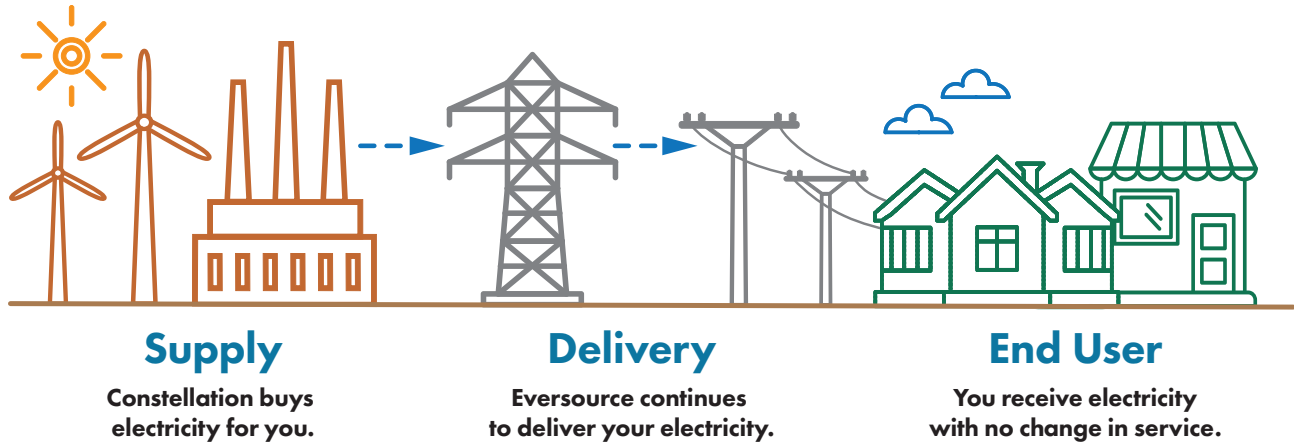 Supply
Constellation buys
electricity for you.
Delivery
Eversource continues
to deliver your electricity.
End User
You receive electricity
with no change in service.